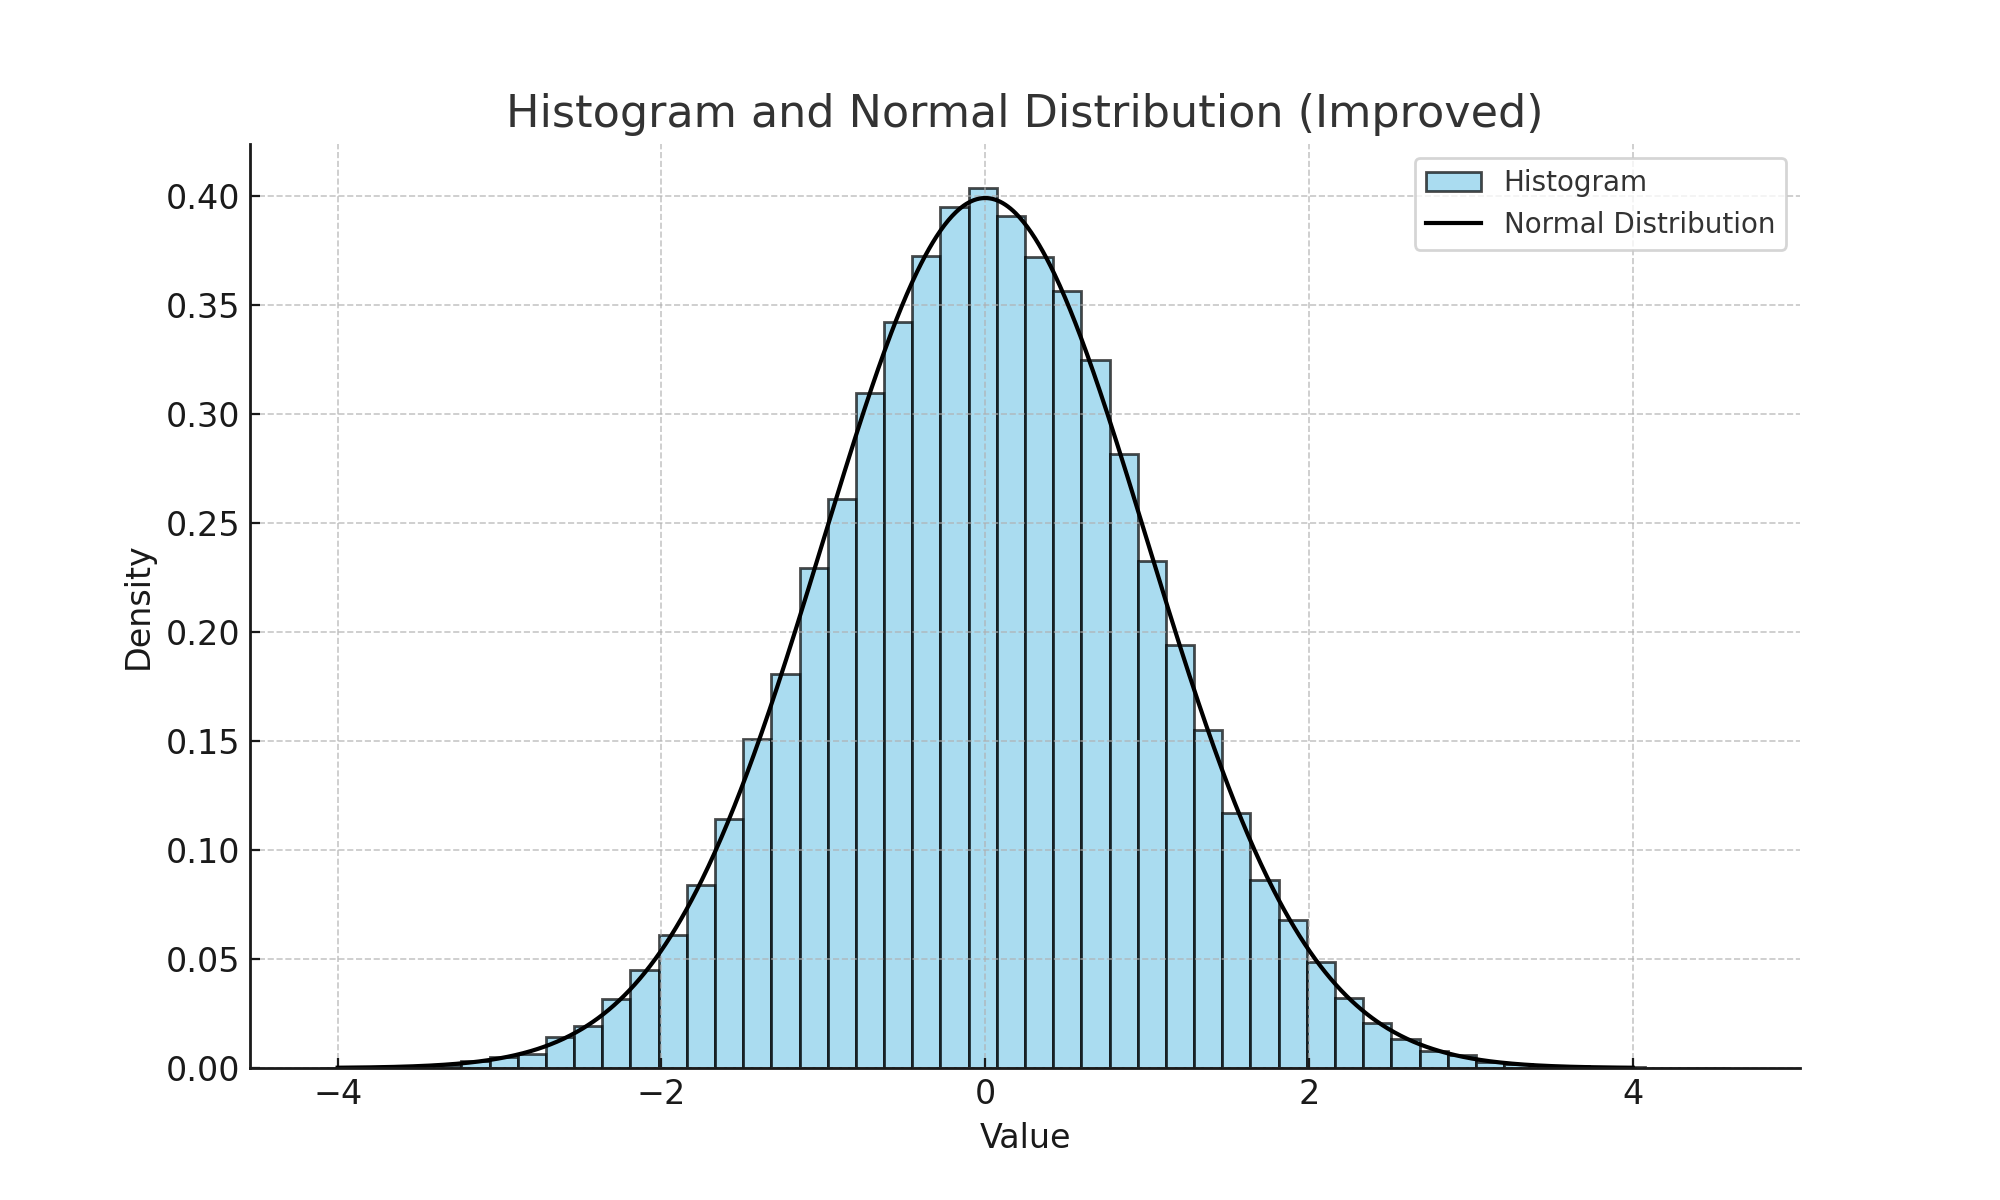 Histogram and Normal Distribution (Improved)
Histogram
Normal Distribution
0.40
0.35
0.30
0.25
0.20
0.15
0.10
0.05
0.00
Density
−4
−2
0
2
4
Value